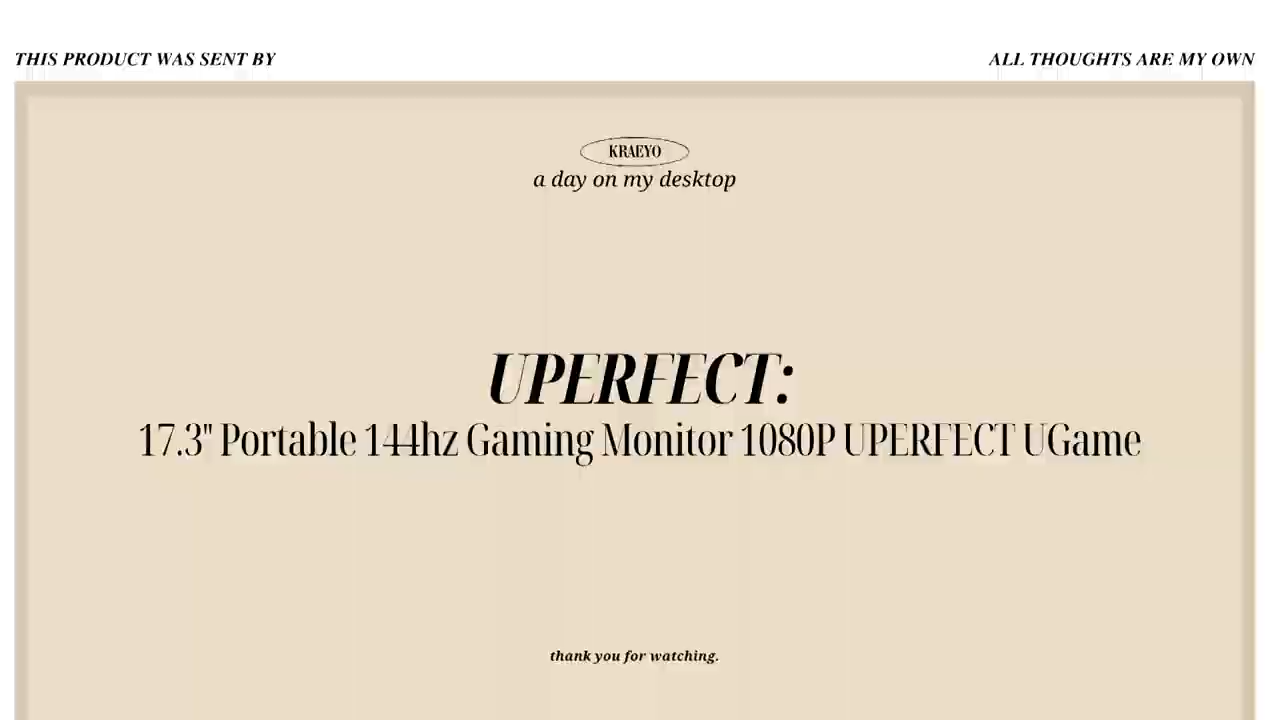 THIS PRODUCT WAS SENT BY
ALL THOUGHTS ARE MY OWN
KRAEYO
a day on my desktop
UPERFECT:
17.3" Portable 144hz Gaming Monitor 1080P UPERFECT UGame
thank you for watching.